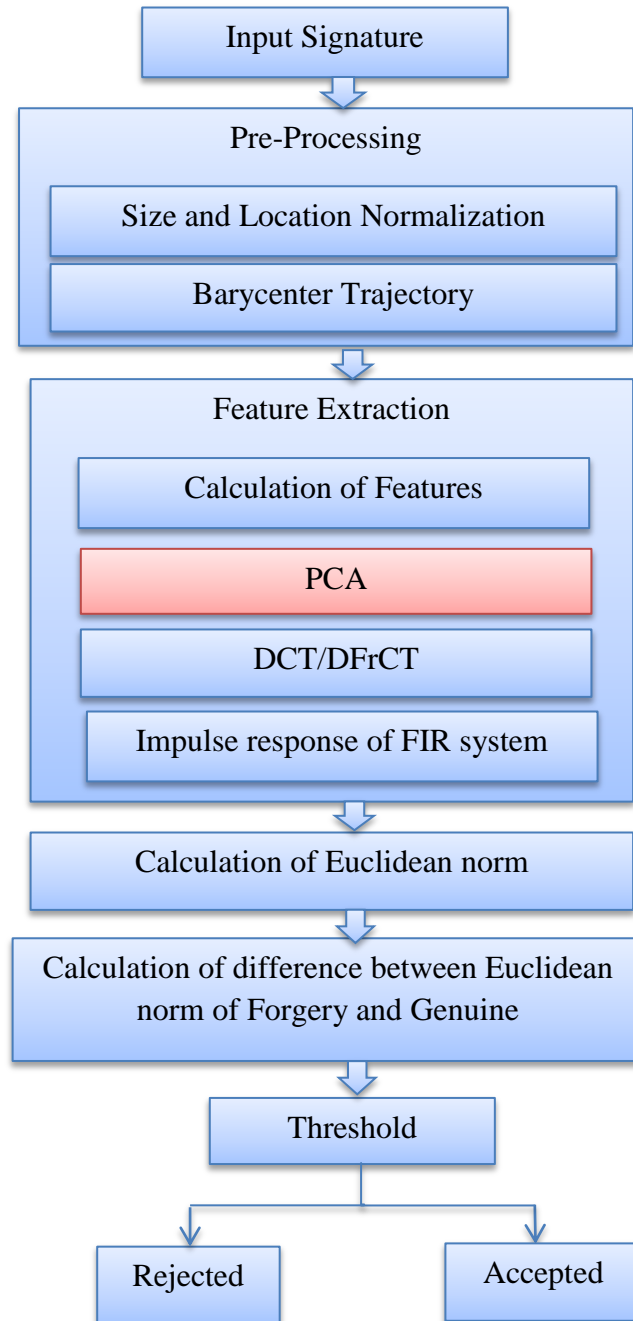 Input Signature
Pre-Processing
Size and Location Normalization
Barycenter Trajectory
Feature Extraction
Calculation of Features
PCA
DCT/DFrCT
Impulse response of FIR system
Calculation of Euclidean norm
Calculation of difference between Euclidean
norm of Forgery and Genuine
Threshold
Rejected
Accepted